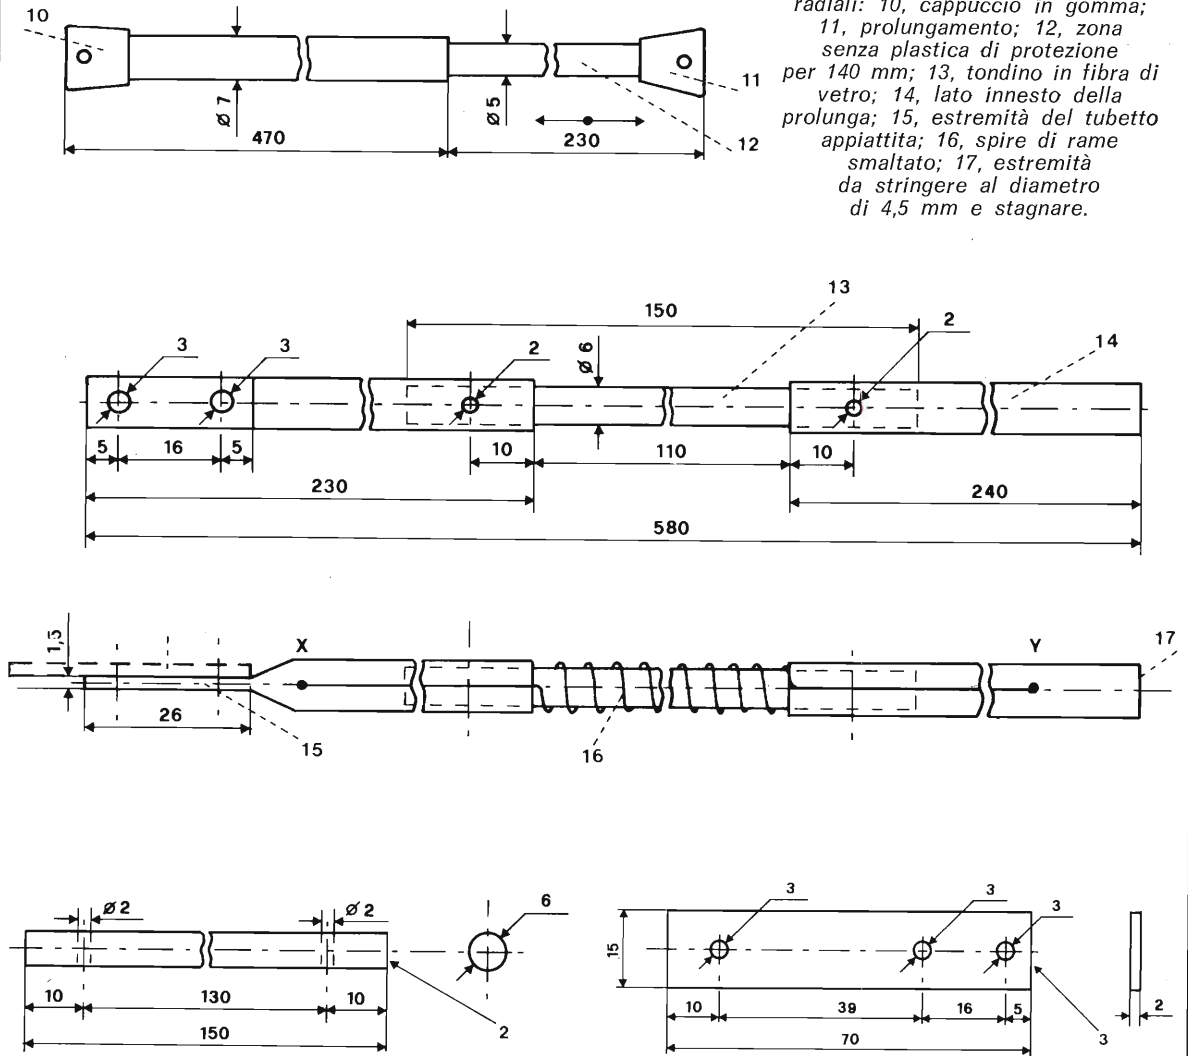 radiali: 10, cappuccio in gomma;
11, prolungamento; 12, zona
senza plastica di protezione
per 140 mm; 13, tondino in fibra di
vetro; 14, lato innesto della
prolunga; 15, estremità del tubetto
appiattita; 16, spire di rame
smaltato; 17, estremità
da stringere al diametro
di 4,5 mm e stagnare.
10
Ø 7
Ø 5
11
12
470
230
13
150
2
14
3
3
2
Ø 6
5
16
5
10
110
10
230
240
580
1,5
X
Y
17
26
15
16
Ø 2
Ø 2
6
10
130
10
2
150
3
3
3
15
10
39
16
5
2
3
70